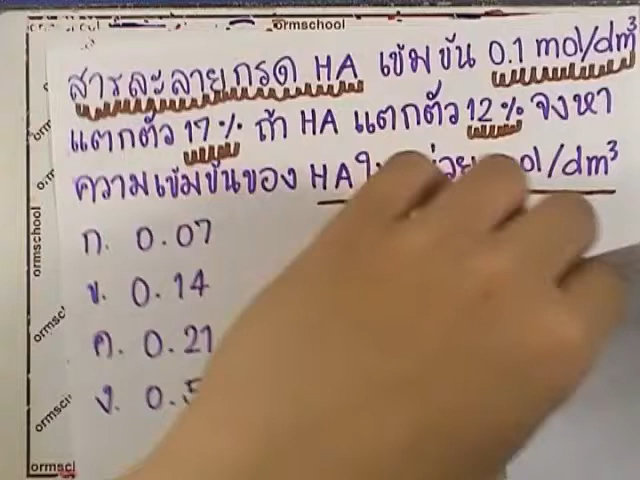 ormschool
สารละลายกรด HA เข้มข้น 0.1 mol/dm³
แตกตัว 17% ถ้า HA แตกตัว 12% จงหา
ความเข้มข้นของ HA /dm³
ก. 0.07
ข. 0.14
ค. 0.21
ง. 0.5
ormschool